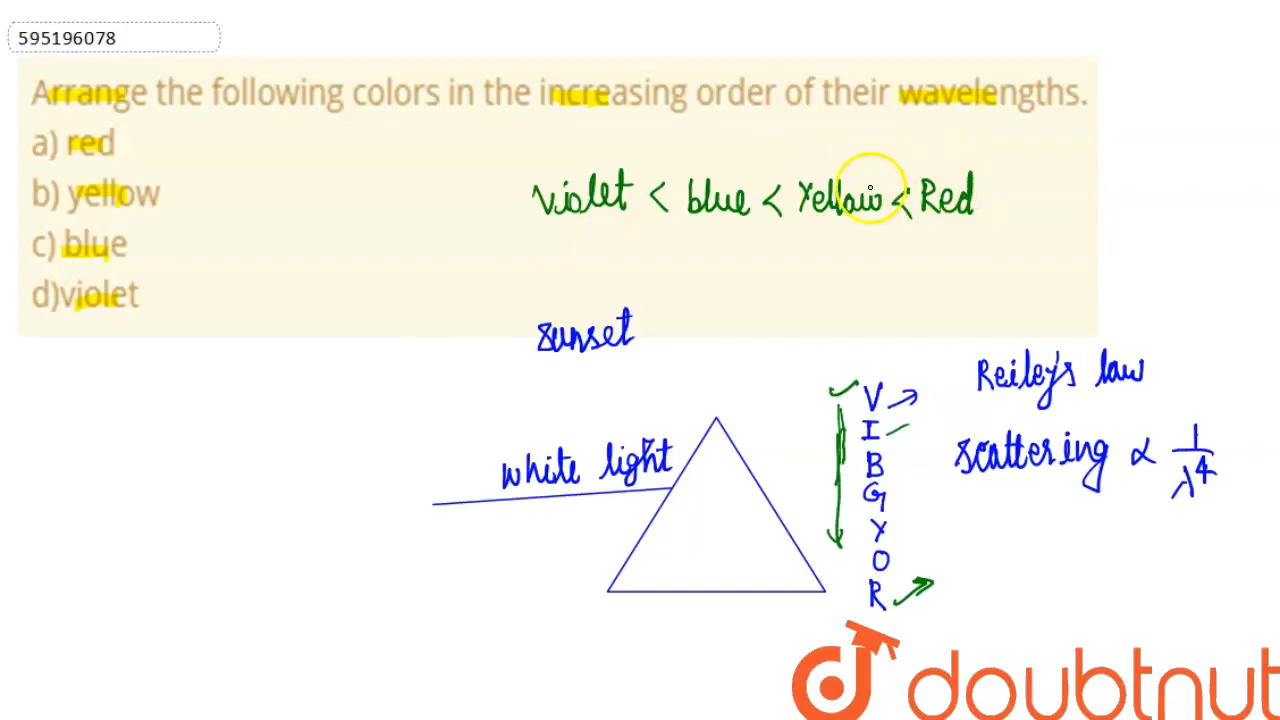 595196078
Arrange the following colors in the increasing order of their wavelengths.
a) red
b) yellow
c) blue
d)violet
violet < blue < Yellow < Red
sunset
white light
V
I
B
G
Y
O
R
Reiley's law
scattering ∝ 1/λ^4
doubtnut